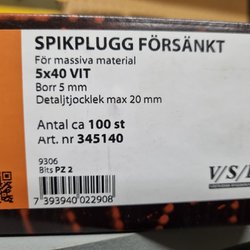 SPIKPLUGG FÖRSÄNKT
För massiva material
5x40 VIT
Borr 5 mm
Detaljtjocklek max 20 mm
Antal ca 100 st
Art. nr 345140
9306
Bits PZ 2
7 393940 022908